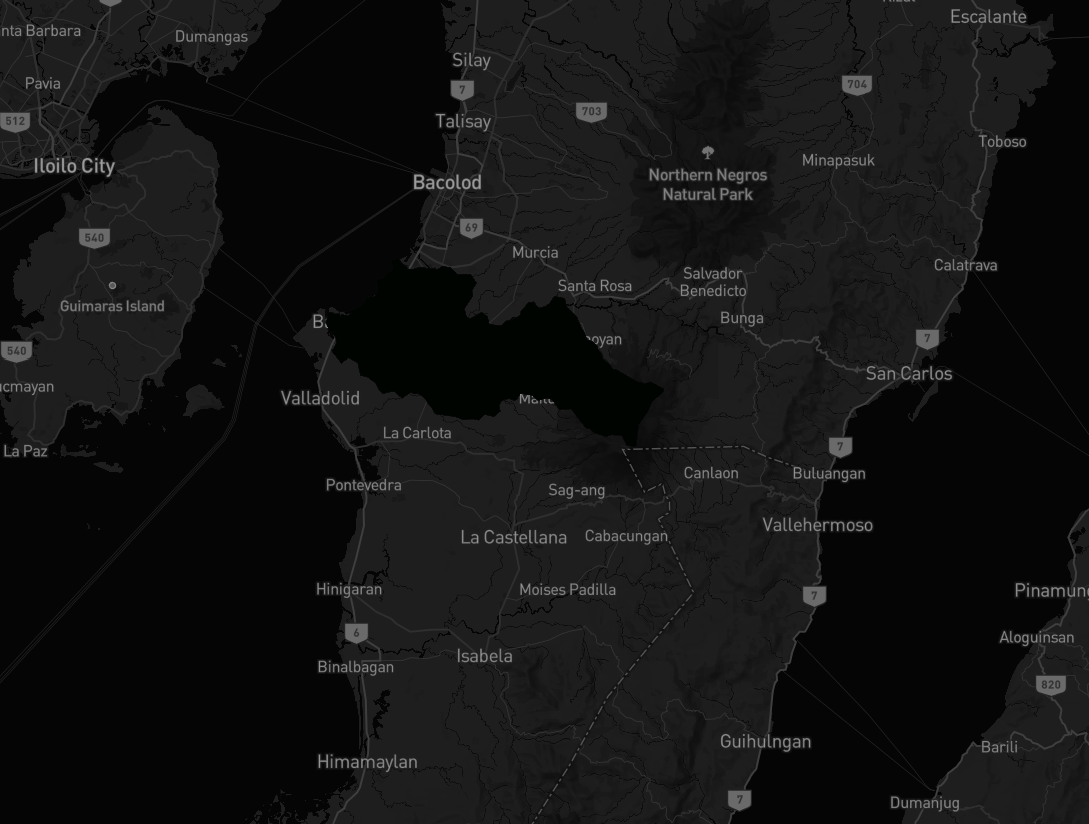 Escalante
nta Barbara
Dumangas
Silay
Pavia
7
704
703
512
Talisay
Toboso
Iloilo City
Minapasuk
Bacolod
Northern Negros
Natural Park
69
540
Murcia
Calatrava
Salvador
Benedicto
Santa Rosa
Guimaras Island
Bunga
7
540
San Carlos
ucmayan
Valladolid
La Carlota
7
La Paz
Canlaon
Buluangan
Pontevedra
Sag-ang
Vallehermoso
La Castellana
Cabacungan
Hinigaran
Moises Padilla
7
Pinamung
6
Aloguinsan
Isabela
Binalbagan
820
Guihulngan
Barili
Himamaylan
7
Dumanjug